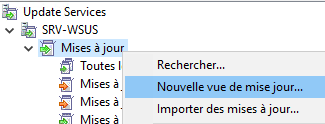 Update Services
SRV-WSUS
Mises à jour
Toutes l
Rechercher...
Mises à
Nouvelle vue de mise jour...
Mises à
Importer des mises à jour...
Mises à